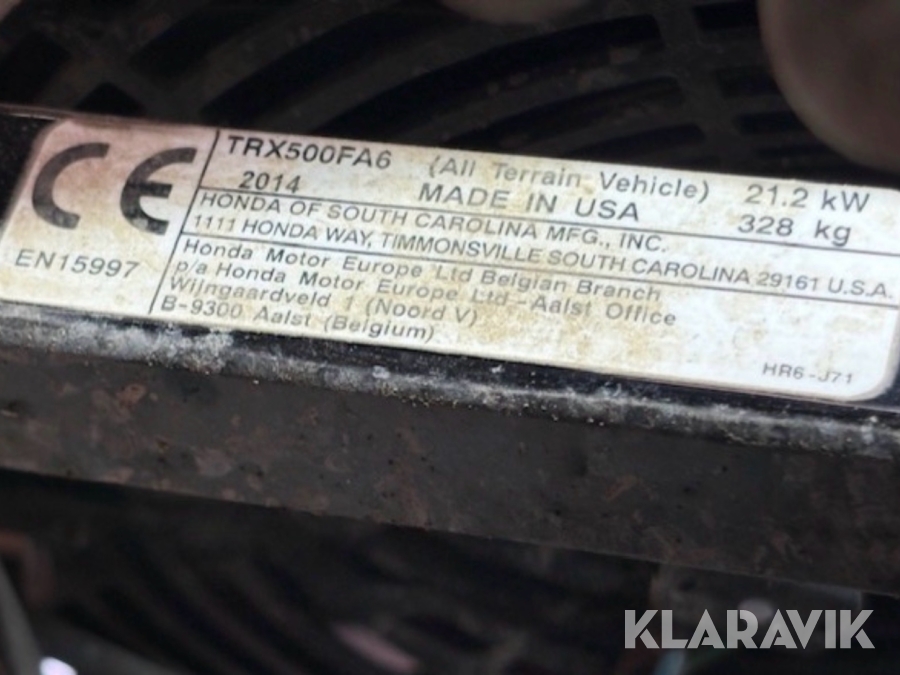 CE
EN15997
TRX500FA6 (All Terrain Vehicle) 21.2 kW
2014 MADE IN USA 328 kg
HONDA OF SOUTH CAROLINA MFG., INC.
1111 HONDA WAY, TIMMONSVILLE SOUTH CAROLINA 29161 U.S.A.
Honda Motor Europe Ltd Belgian Branch
p/a Honda Motor Europe Ltd-Aalst Office
Wijngaardveld 1 (Noord V)
B-9300 Aalst (Belgium)
HR6-J71
KLARAVIK